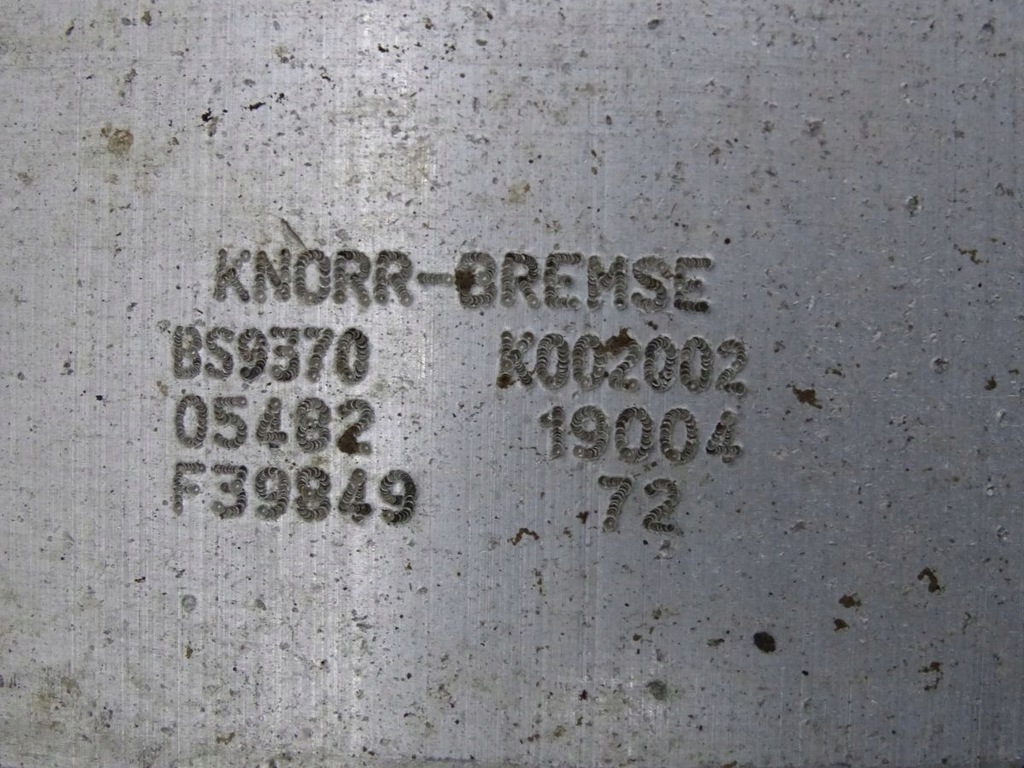 KNORR-BREMSE
BS9370 K002002
05482 19004
F39849 72